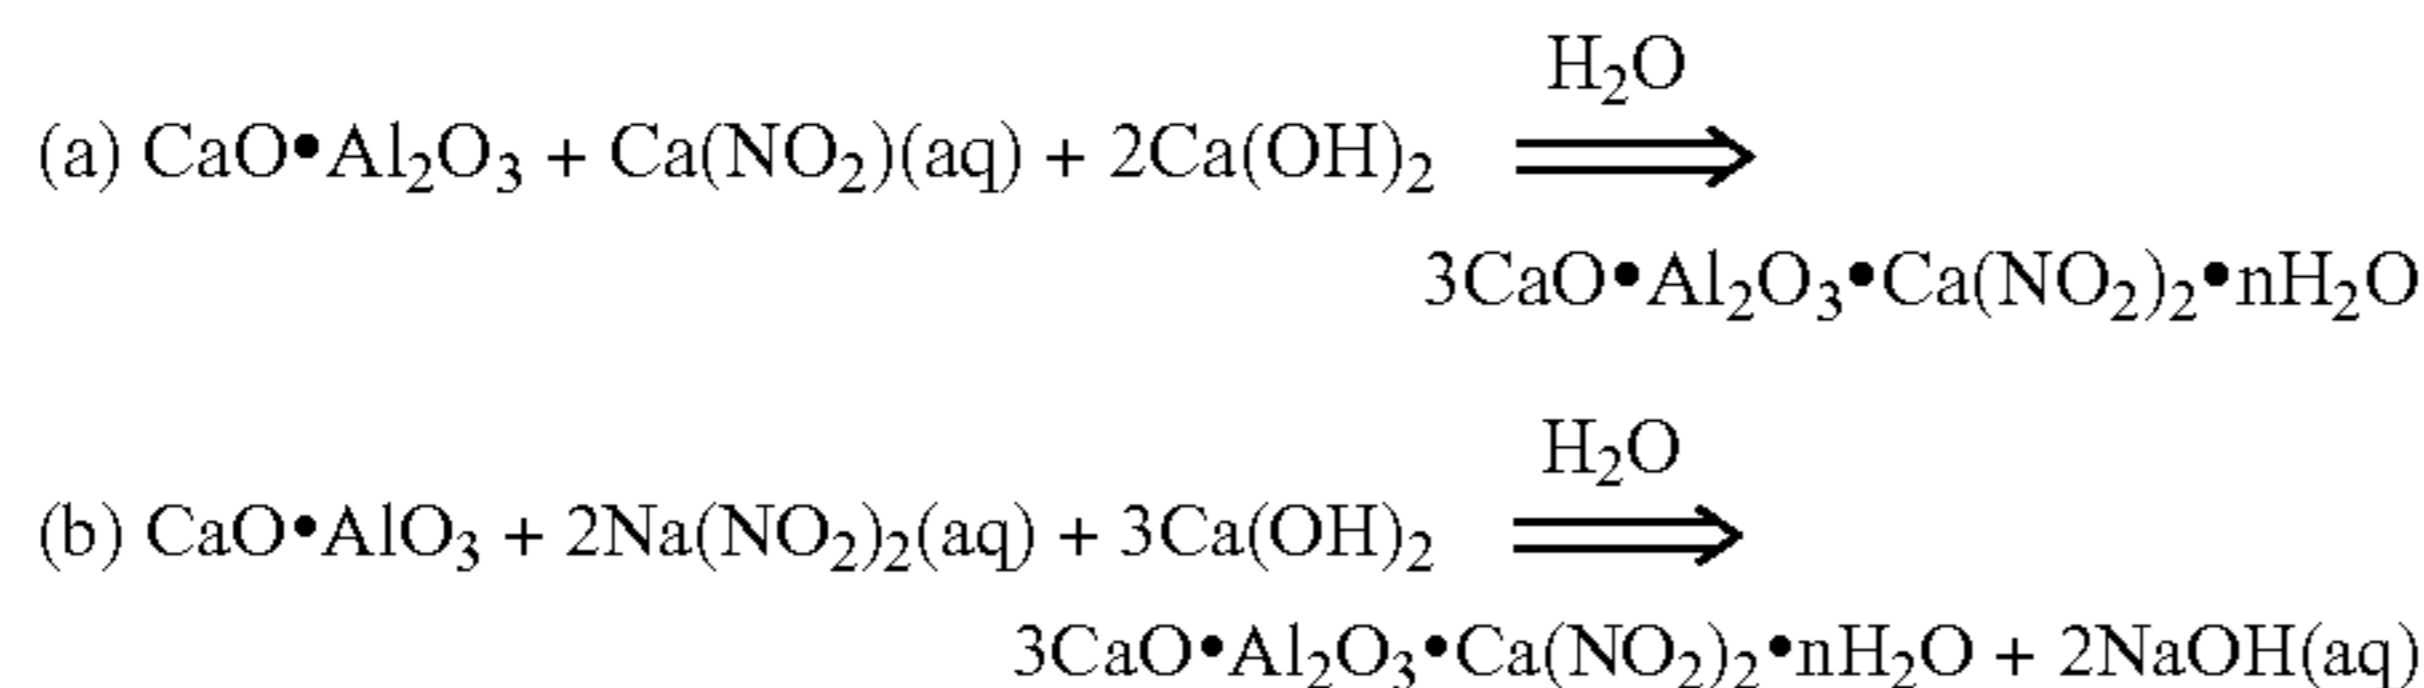 H₂O
(a) CaO•Al₂O₃ + Ca(NO₂)(aq) + 2Ca(OH)₂ ⟹
3CaO•Al₂O₃•Ca(NO₂)₂•nH₂O
H₂O
(b) CaO•AlO₃ + 2Na(NO₂)₂(aq) + 3Ca(OH)₂ ⟹
3CaO•Al₂O₃•Ca(NO₂)₂•nH₂O + 2NaOH(aq)